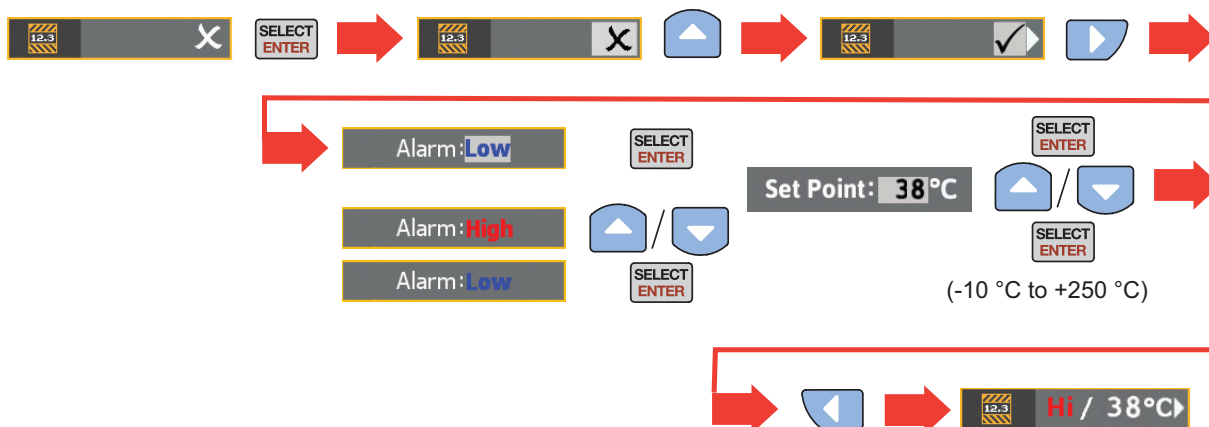 12.3
SELECT
ENTER
12.3
12.3
Alarm:Low
SELECT
ENTER
Alarm:High
Alarm:Low
SELECT
ENTER
Set Point: 38°C
SELECT
ENTER
/
/
SELECT
ENTER
(-10 °C to +250 °C)
12.3 Hi / 38°C